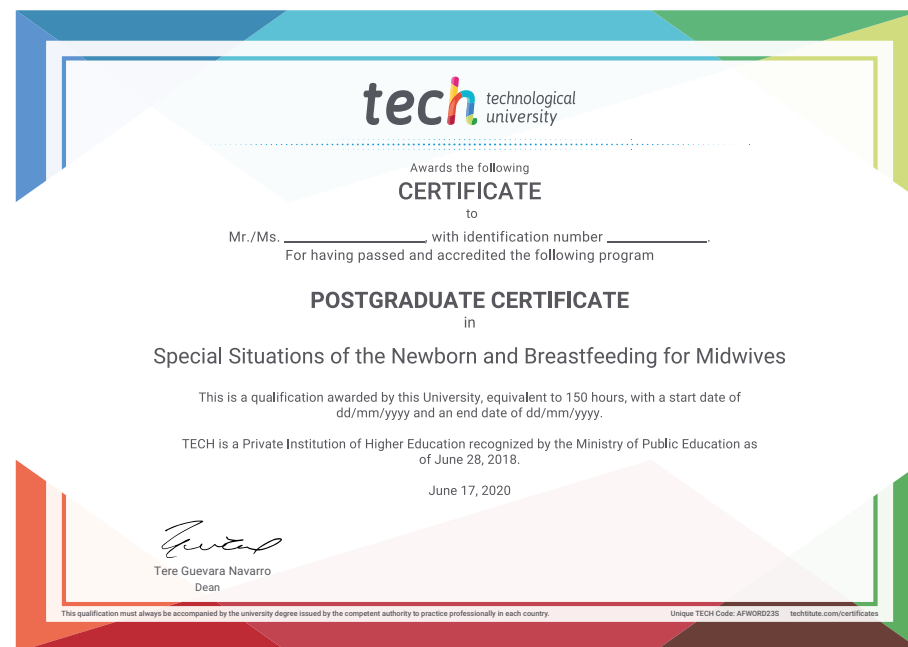 tech technological
university
Awards the following
CERTIFICATE
to
Mr./Ms. ____________________, with identification number ______________.
For having passed and accredited the following program
POSTGRADUATE CERTIFICATE
in
Special Situations of the Newborn and Breastfeeding for Midwives
This is a qualification awarded by this University, equivalent to 150 hours, with a start date of
dd/mm/yyyy and an end date of dd/mm/yyyy.
TECH is a Private Institution of Higher Education recognized by the Ministry of Public Education as
of June 28, 2018.
June 17, 2020
Tere Guevara Navarro
Dean
This qualification must always be accompanied by the university degree issued by the competent authority to practice professionally in each country. Unique TECH Code: AFWORD23S techtitute.com/certificates